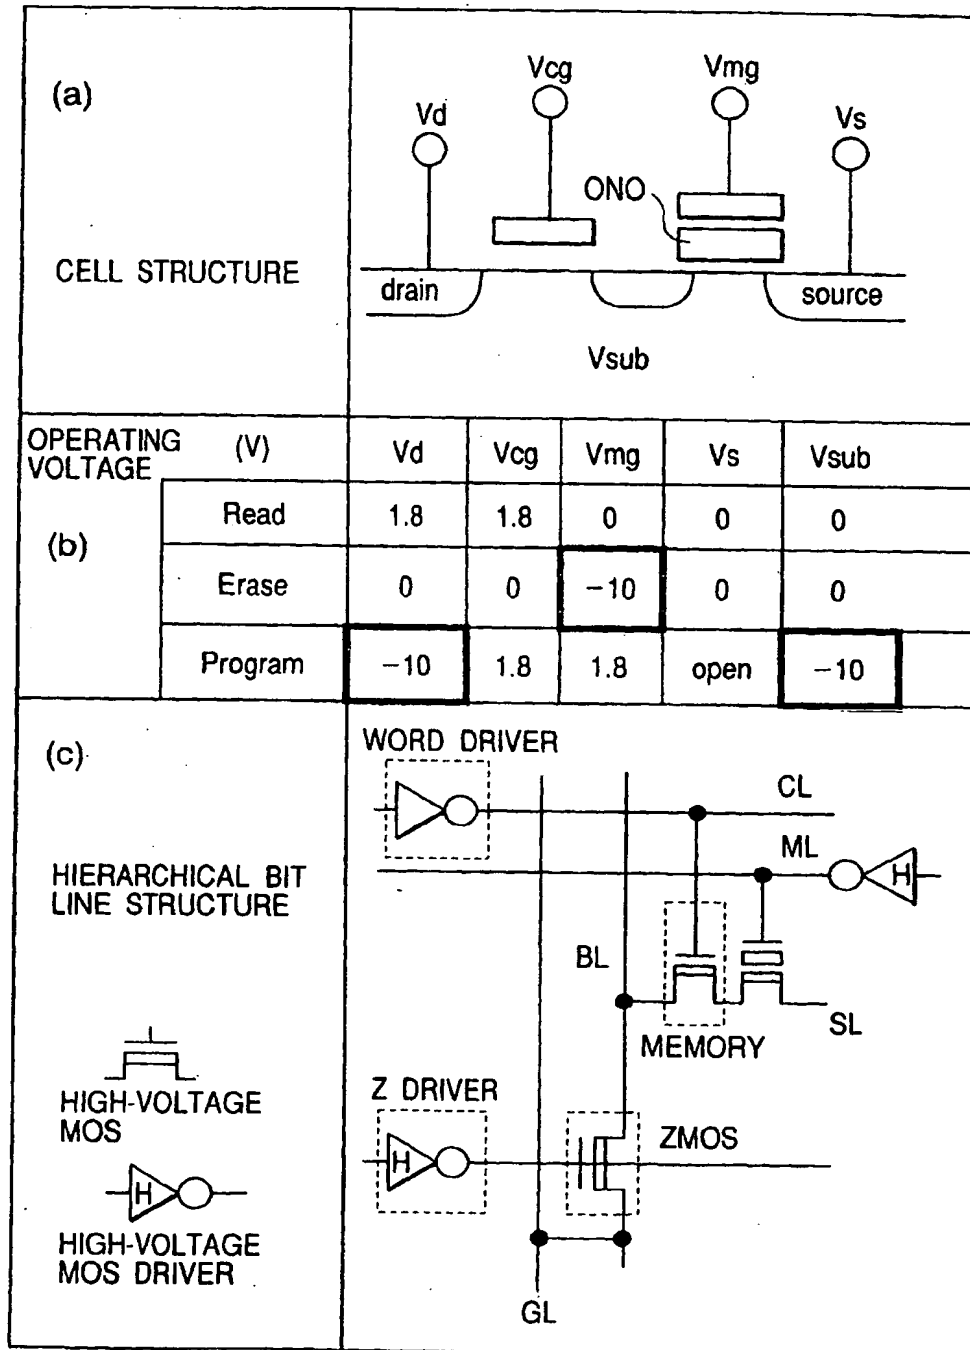 (a)
CELL STRUCTURE
Vd
Vcg
Vmg
Vs
ONO
drain
source
Vsub
OPERATING VOLTAGE (V) Vd Vcg Vmg Vs Vsub
(b)
Read 1.8 1.8 0 0 0
Erase 0 0 −10 0 0
Program −10 1.8 1.8 open −10
(c)
HIERARCHICAL BIT
LINE STRUCTURE
HIGH-VOLTAGE
MOS
H
HIGH-VOLTAGE
MOS DRIVER
WORD DRIVER
CL
ML
H
BL
SL
MEMORY
Z DRIVER
H
ZMOS
GL